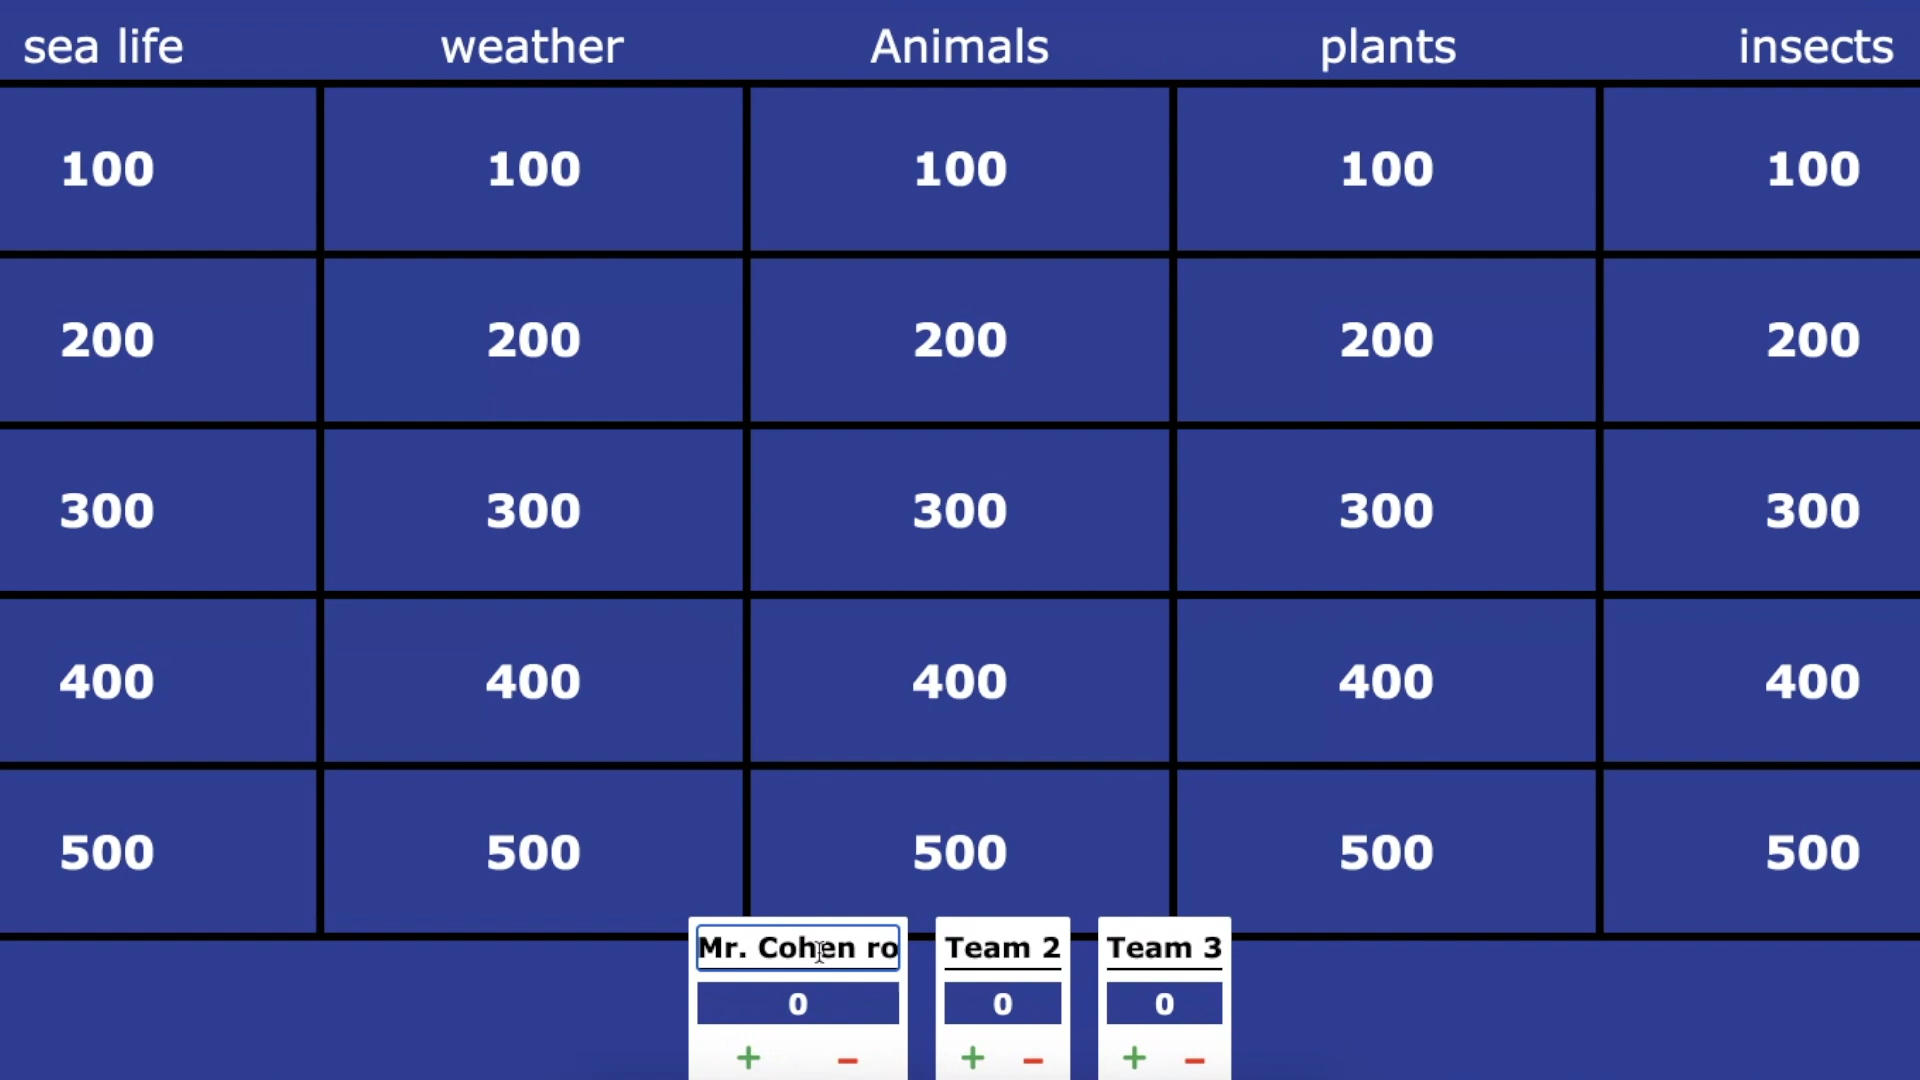 sea life weather Animals plants insects
100 100 100 100 100
200 200 200 200 200
300 300 300 300 300
400 400 400 400 400
500 500 500 500 500
Mr. Cohen ro Team 2 Team 3
0 0 0
+ − + − + −